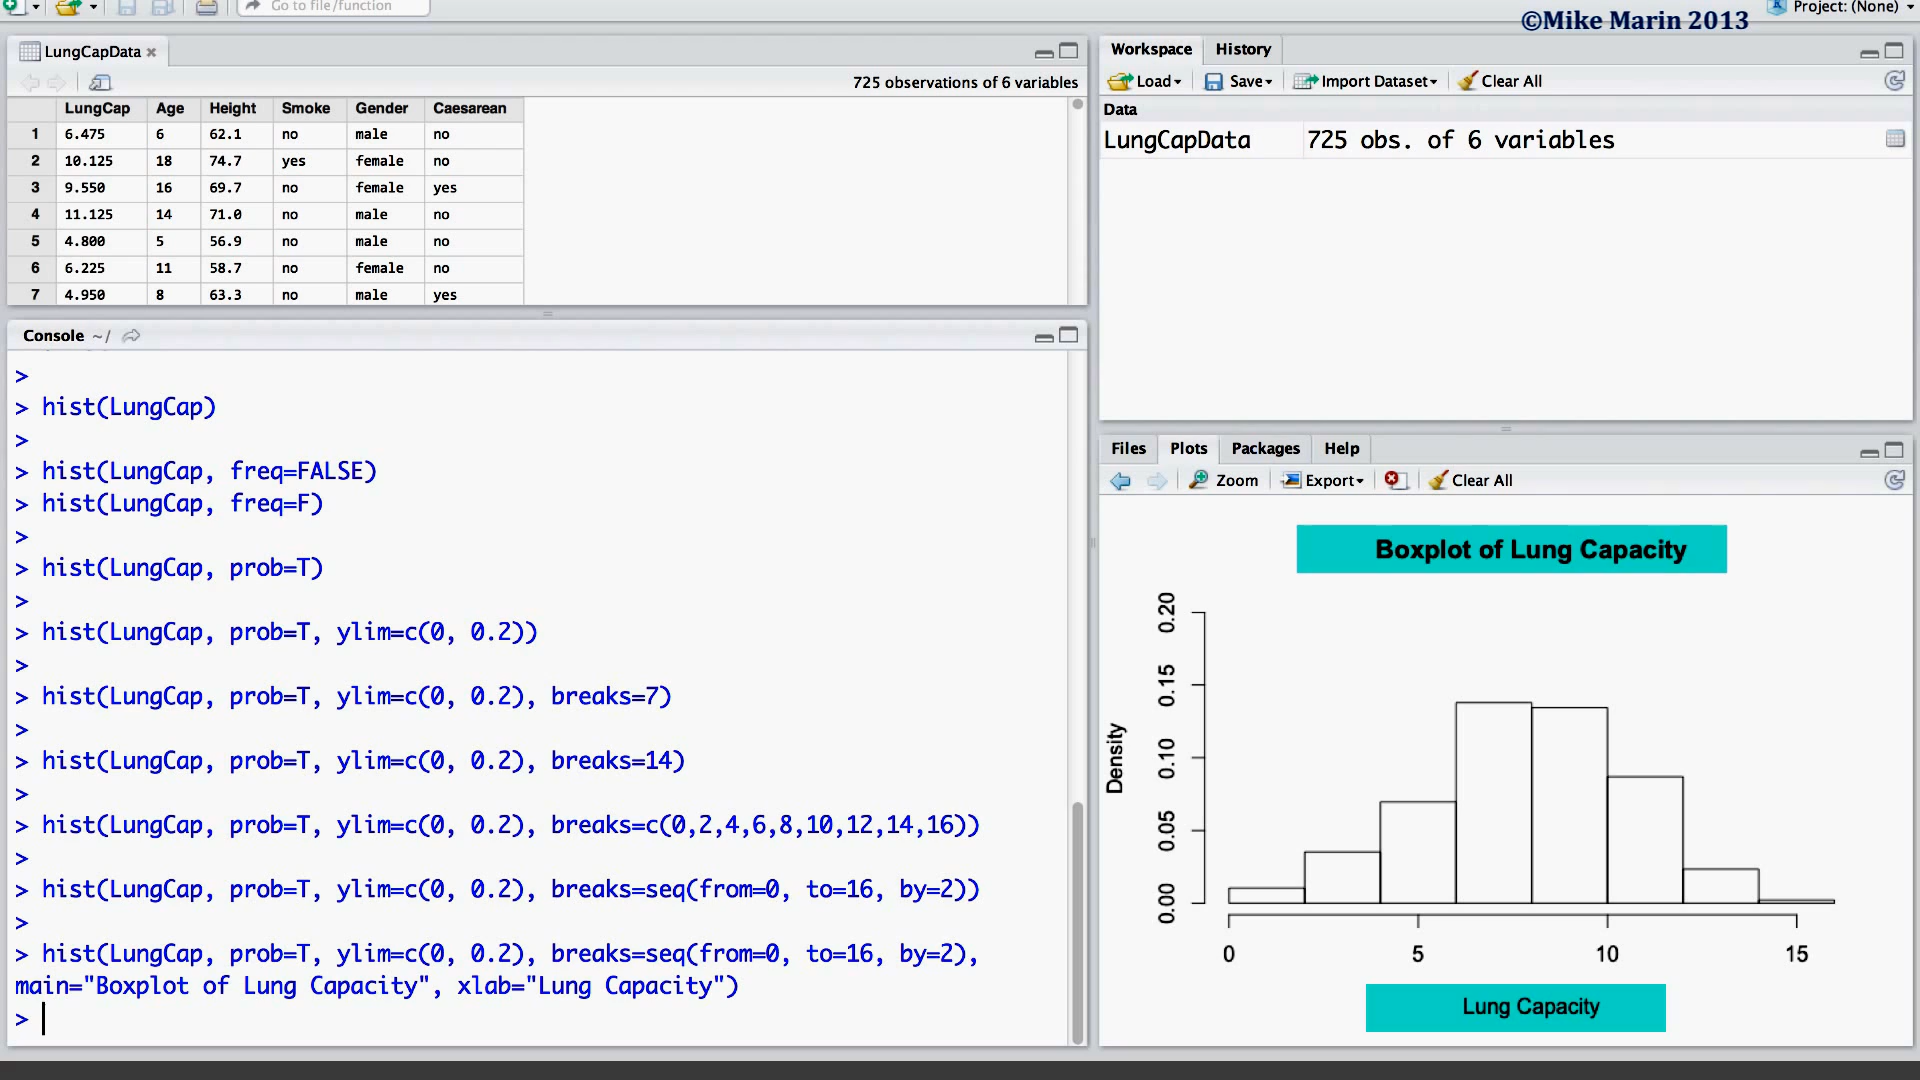 Go to file/function
©Mike Marin 2013
Project: (None)
LungCapData
725 observations of 6 variables
LungCap Age Height Smoke Gender Caesarean
1 6.475 6 62.1 no male no
2 10.125 18 74.7 yes female no
3 9.550 16 69.7 no female yes
4 11.125 14 71.0 no male no
5 4.800 5 56.9 no male no
6 6.225 11 58.7 no female no
7 4.950 8 63.3 no male yes
Console ~/
>
> hist(LungCap)
>
> hist(LungCap, freq=FALSE)
> hist(LungCap, freq=F)
>
> hist(LungCap, prob=T)
>
> hist(LungCap, prob=T, ylim=c(0, 0.2))
>
> hist(LungCap, prob=T, ylim=c(0, 0.2), breaks=7)
>
> hist(LungCap, prob=T, ylim=c(0, 0.2), breaks=14)
>
> hist(LungCap, prob=T, ylim=c(0, 0.2), breaks=c(0,2,4,6,8,10,12,14,16))
>
> hist(LungCap, prob=T, ylim=c(0, 0.2), breaks=seq(from=0, to=16, by=2))
>
> hist(LungCap, prob=T, ylim=c(0, 0.2), breaks=seq(from=0, to=16, by=2),
main="Boxplot of Lung Capacity", xlab="Lung Capacity")
>
Workspace History
Load Save Import Dataset Clear All
Data
LungCapData 725 obs. of 6 variables
Files Plots Packages Help
Zoom Export Clear All
Boxplot of Lung Capacity
Density
0.20
0.15
0.10
0.05
0.00
0 5 10 15
Lung Capacity